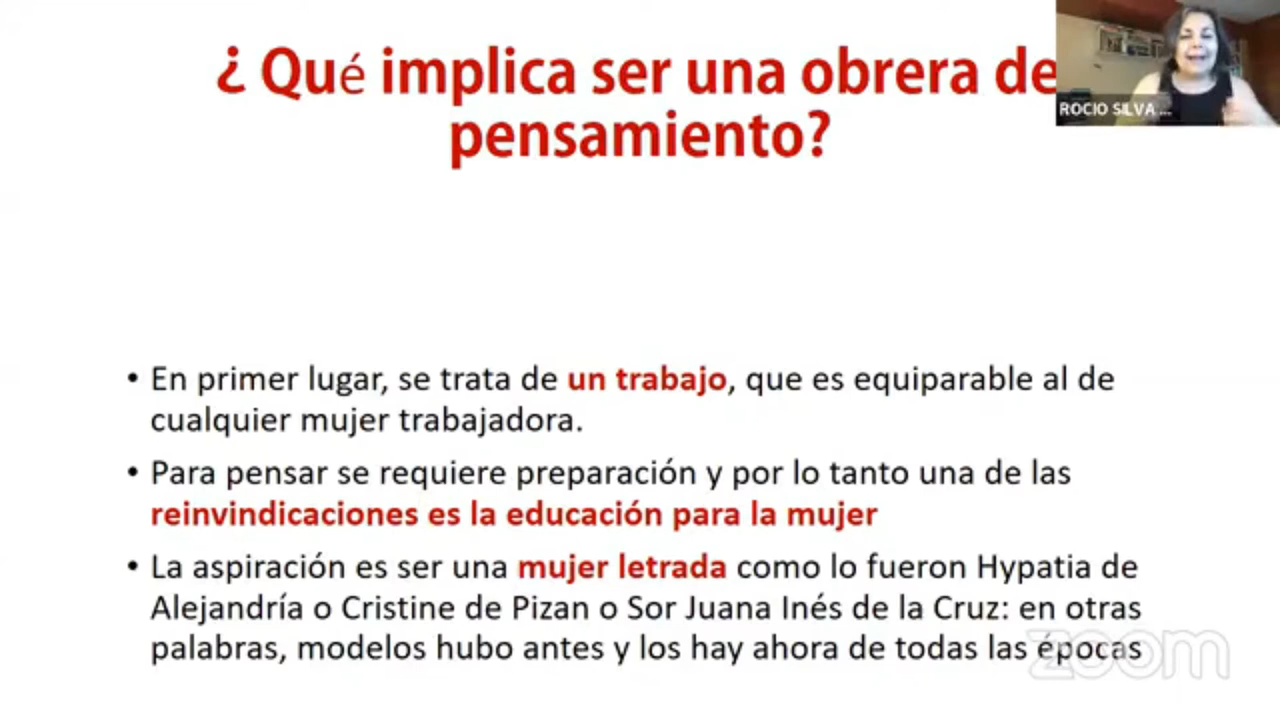 ¿ Qué implica ser una obrera de
pensamiento?
ROCIO SILVA ...
• En primer lugar, se trata de un trabajo, que es equiparable al de
cualquier mujer trabajadora.
• Para pensar se requiere preparación y por lo tanto una de las
reinvindicaciones es la educación para la mujer
• La aspiración es ser una mujer letrada como lo fueron Hypatia de
Alejandría o Cristine de Pizan o Sor Juana Inés de la Cruz: en otras
palabras, modelos hubo antes y los hay ahora de todas las épocas
zoom